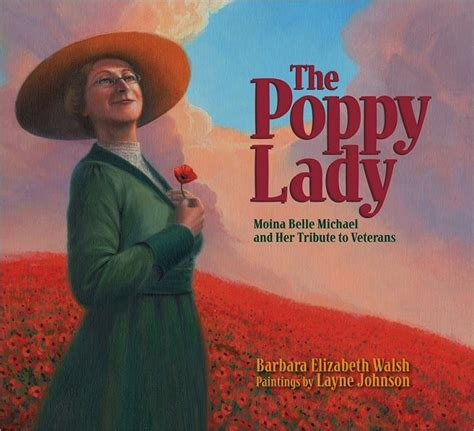 The
Poppy
Lady
Moina Belle Michael
and Her Tribute to Veterans
Barbara Elizabeth Walsh
Paintings by Layne Johnson